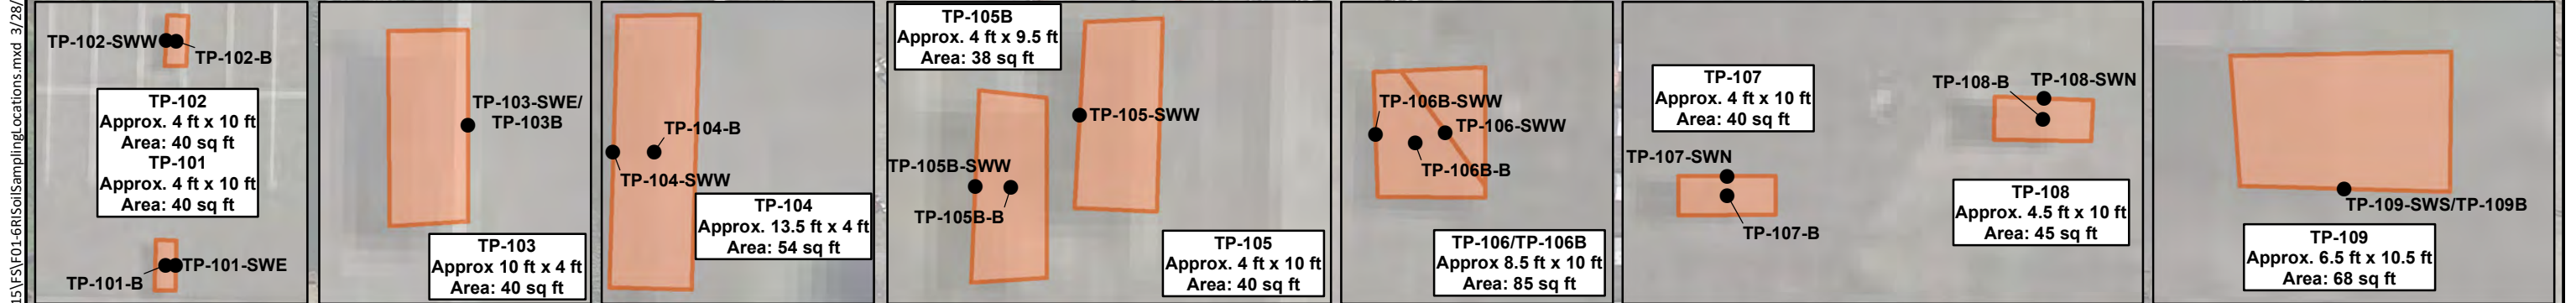 15\FS\F01-6RISoilSamplingLocations.mxd 3/28/
TP-102-SWW
TP-102-B
TP-102
Approx. 4 ft x 10 ft
Area: 40 sq ft
TP-101
Approx. 4 ft x 10 ft
Area: 40 sq ft
TP-101-SWE
TP-101-B
TP-103-SWE/
TP-103B
TP-103
Approx 10 ft x 4 ft
Area: 40 sq ft
TP-104-B
TP-104-SWW
TP-104
Approx. 13.5 ft x 4 ft
Area: 54 sq ft
TP-105B
Approx. 4 ft x 9.5 ft
Area: 38 sq ft
TP-105-SWW
TP-105B-SWW
TP-105B-B
TP-105
Approx. 4 ft x 10 ft
Area: 40 sq ft
TP-106B-SWW
TP-106-SWW
TP-106B-B
TP-106/TP-106B
Approx 8.5 ft x 10 ft
Area: 85 sq ft
TP-107
Approx. 4 ft x 10 ft
Area: 40 sq ft
TP-107-SWN
TP-107-B
TP-108-B
TP-108-SWN
TP-108
Approx. 4.5 ft x 10 ft
Area: 45 sq ft
TP-109-SWS/TP-109B
TP-109
Approx. 6.5 ft x 10.5 ft
Area: 68 sq ft